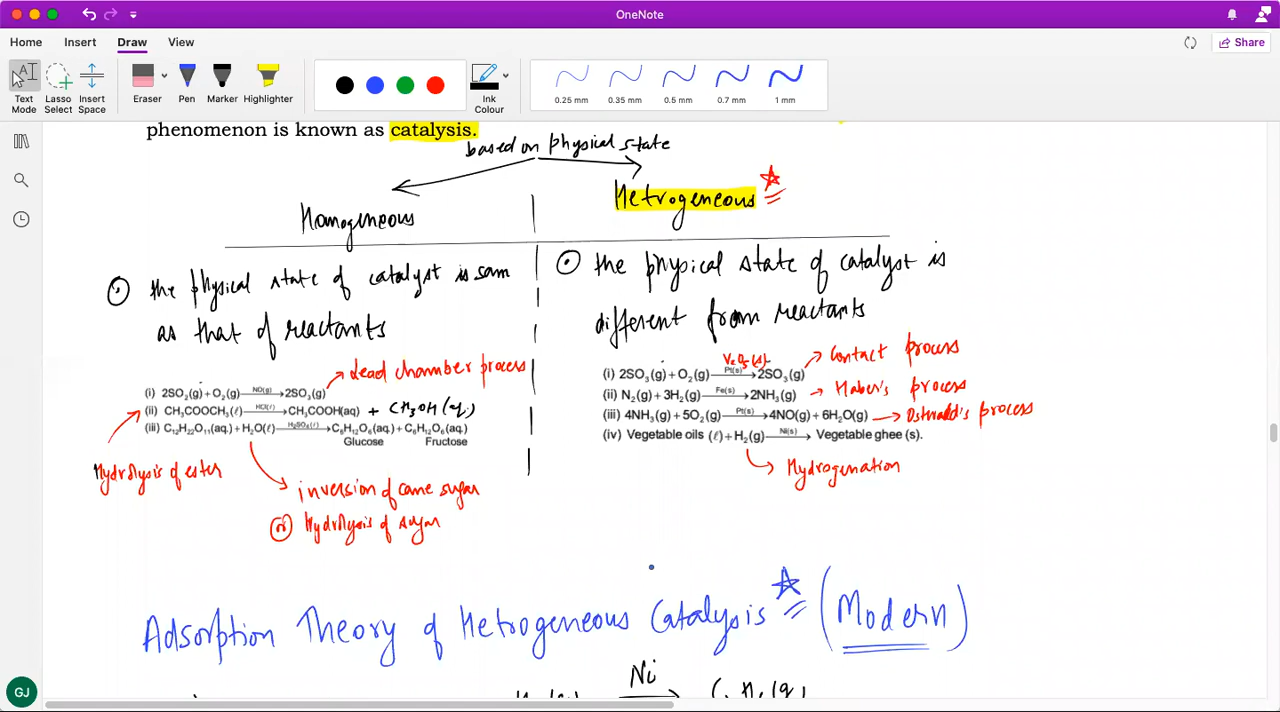 OneNote
Home Insert Draw View
Share
Text Mode
Lasso Select
Insert Space
Eraser
Pen
Marker
Highlighter
Ink Colour
0.25 mm
0.35 mm
0.5 mm
0.7 mm
1 mm
phenomenon is known as catalysis.
based on physical state
Homogeneous
Hetrogeneous
the physical state of catalyst is sam
as that of reactants
(i) 2SO₂(g) + O₂(g) —NO(g)→ 2SO₃(g)
Lead chamber process
(ii) CH₃COOCH₃(ℓ) —HCl(ℓ)→ CH₃COOH(aq) + CH₃OH (aq)
(iii) C₁₂H₂₂O₁₁(aq.) + H₂O(ℓ) —H₂SO₄(ℓ)→ C₆H₁₂O₆(aq.) + C₆H₁₂O₆(aq.)
Glucose Fructose
Hydrolysis of ester
inversion of cane sugar
(or) Hydrolysis of sugar
the physical state of catalyst is
different from reactants
V₂O₅(s)
(i) 2SO₃(g) + O₂(g) —Pt(s)→ 2SO₃(g)
Contact process
(ii) N₂(g) + 3H₂(g) —Fe(s)→ 2NH₃(g)
Haber's process
(iii) 4NH₃(g) + 5O₂(g) —Pt(s)→ 4NO(g) + 6H₂O(g)
Ostwald's process
(iv) Vegetable oils (ℓ) + H₂(g) —Ni(s)→ Vegetable ghee (s).
Hydrogenation
Adsorption Theory of Hetrogeneous Catalysis (Modern)
Ni
GJ